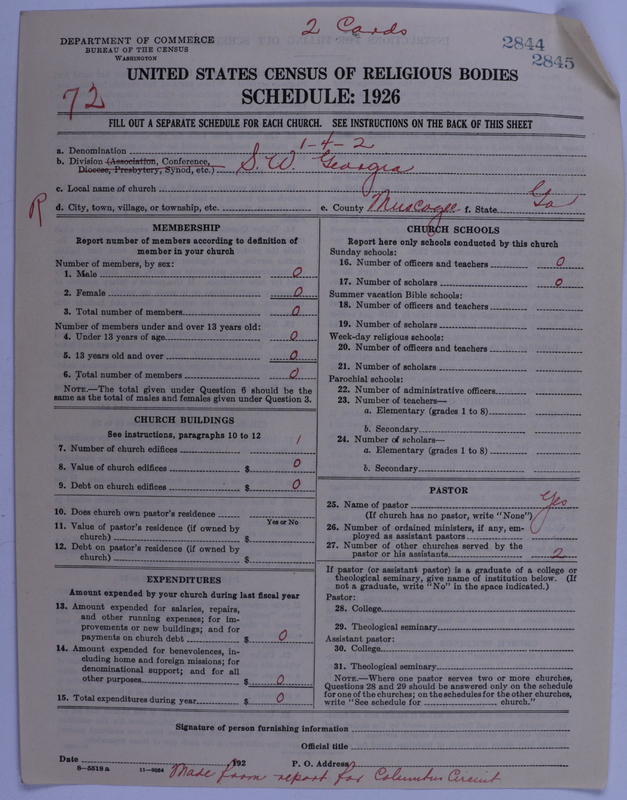 2 Cards
DEPARTMENT OF COMMERCE
BUREAU OF THE CENSUS
WASHINGTON
2844
2845
UNITED STATES CENSUS OF RELIGIOUS BODIES
72
SCHEDULE: 1926
FILL OUT A SEPARATE SCHEDULE FOR EACH CHURCH. SEE INSTRUCTIONS ON THE BACK OF THIS SHEET
a. Denomination 1-4-2
b. Division (Association, Conference, Diocese, Presbytery, Synod, etc.) S.W. Georgia
c. Local name of church
R
d. City, town, village, or township, etc. e. County Muscogee f. State Ga
MEMBERSHIP
Report number of members according to definition of
member in your church
Number of members, by sex:
1. Male 0
2. Female 0
3. Total number of members 0
Number of members under and over 13 years old:
4. Under 13 years of age 0
5. 13 years old and over 0
6. Total number of members 0
NOTE.—The total given under Question 6 should be the
same as the total of males and females given under Question 3.
CHURCH BUILDINGS
See instructions, paragraphs 10 to 12
7. Number of church edifices 1
8. Value of church edifices $ 0
9. Debt on church edifices $ 0
10. Does church own pastor's residence
Yes or No
11. Value of pastor's residence (if owned by
church) $
12. Debt on pastor's residence (if owned by
church) $
EXPENDITURES
Amount expended by your church during last fiscal year
13. Amount expended for salaries, repairs,
and other running expenses; for im-
provements or new buildings; and for
payments on church debt $ 0
14. Amount expended for benevolences, in-
cluding home and foreign missions; for
denominational support; and for all
other purposes $ 0
15. Total expenditures during year $ 0
CHURCH SCHOOLS
Report here only schools conducted by this church
Sunday schools:
16. Number of officers and teachers 0
17. Number of scholars 0
Summer vacation Bible schools:
18. Number of officers and teachers
19. Number of scholars
Week-day religious schools:
20. Number of officers and teachers
21. Number of scholars
Parochial schools:
22. Number of administrative officers
23. Number of teachers—
a. Elementary (grades 1 to 8)
b. Secondary
24. Number of scholars—
a. Elementary (grades 1 to 8)
b. Secondary
PASTOR
25. Name of pastor Yes
(If church has no pastor, write "None")
26. Number of ordained ministers, if any, em-
ployed as assistant pastors
27. Number of other churches served by the
pastor or his assistants 2
If pastor (or assistant pastor) is a graduate of a college or
theological seminary, give name of institution below. (If
not a graduate, write "No" in the space indicated.)
Pastor:
28. College
29. Theological seminary
Assistant pastor:
30. College
31. Theological seminary
NOTE.—Where one pastor serves two or more churches,
Questions 28 and 29 should be answered only on the schedule
for one of the churches; on the schedules for the other churches,
write "See schedule for church."
Signature of person furnishing information
Official title
Date , 192 P. O. Address
8—5518a 11—9064 Made from report for Columbus Circuit